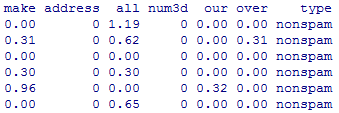 make address all num3d our over type
0.00 0 1.19 0 0.00 0.00 nonspam
0.31 0 0.62 0 0.00 0.31 nonspam
0.00 0 0.00 0 0.00 0.00 nonspam
0.30 0 0.30 0 0.00 0.00 nonspam
0.96 0 0.00 0 0.32 0.00 nonspam
0.00 0 0.65 0 0.00 0.00 nonspam